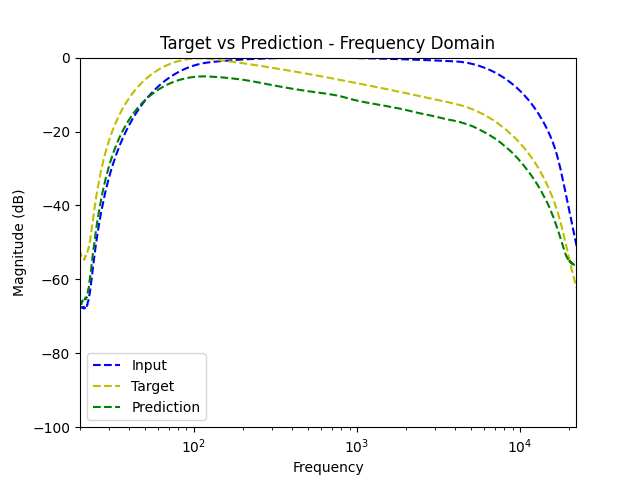 Target vs Prediction - Frequency Domain
Magnitude (dB)
0
−20
−40
−60
−80
−100
Input
Target
Prediction
10²
10³
10⁴
Frequency